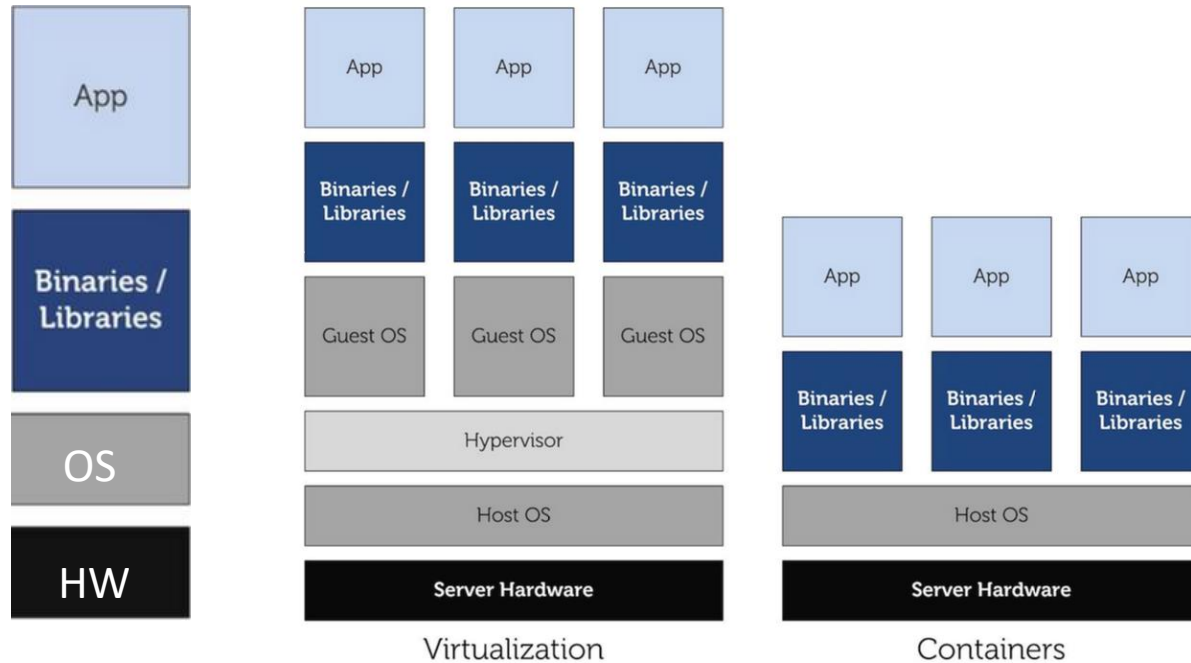 App
Binaries /
Libraries
OS
HW
App
App
App
Binaries /
Libraries
Binaries /
Libraries
Binaries /
Libraries
Guest OS
Guest OS
Guest OS
Hypervisor
Host OS
Server Hardware
Virtualization
App
App
App
Binaries /
Libraries
Binaries /
Libraries
Binaries /
Libraries
Host OS
Server Hardware
Containers